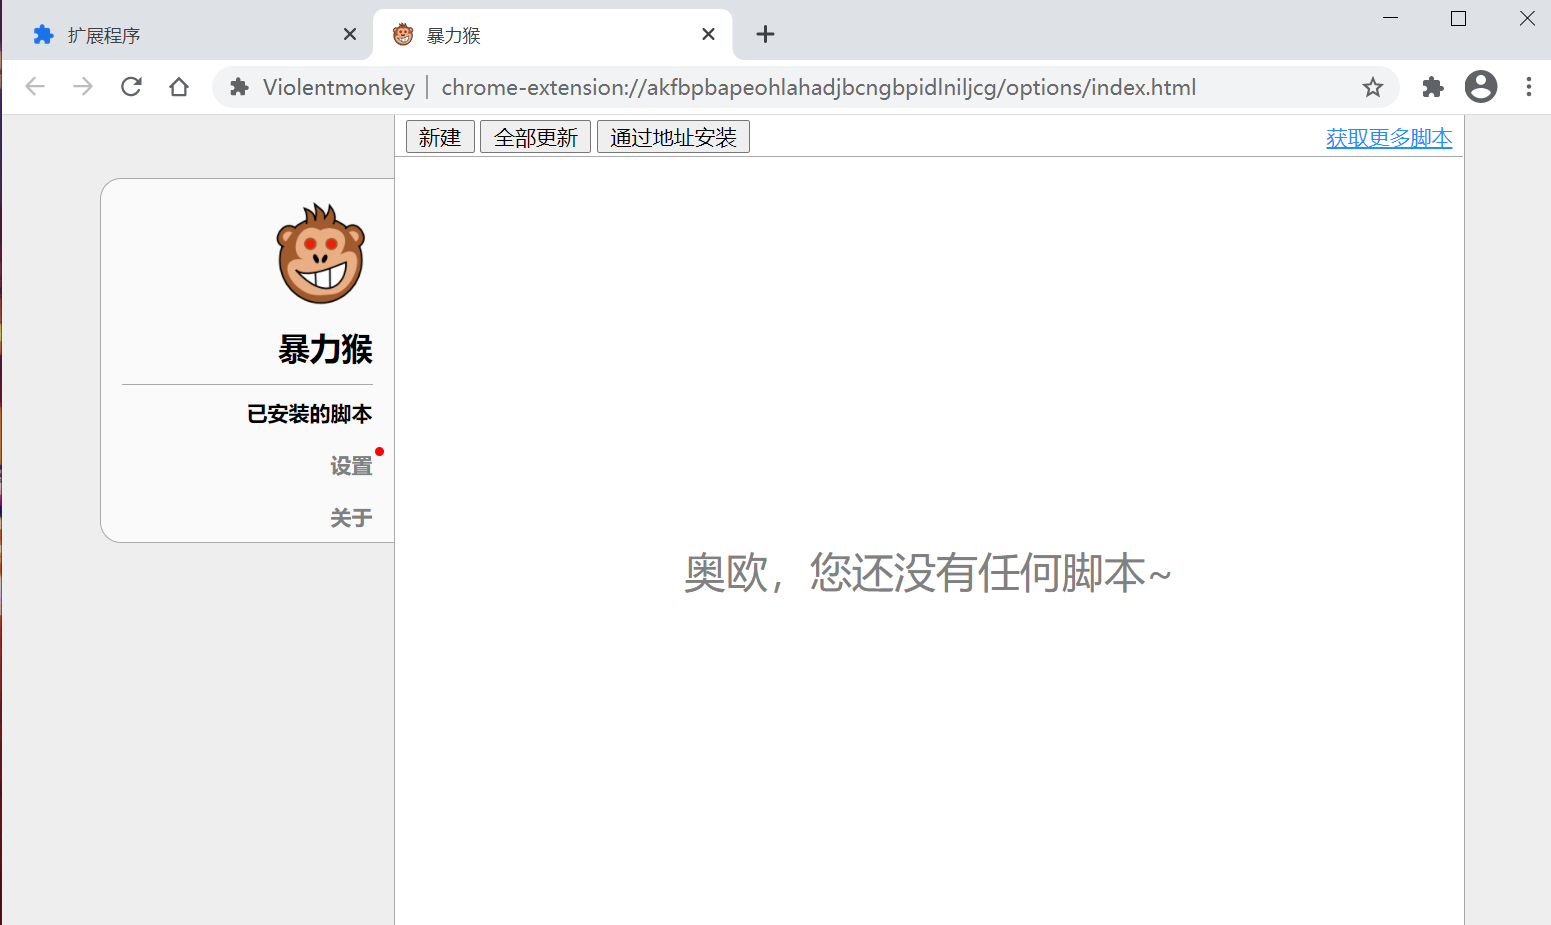 扩展程序
暴力猴
Violentmonkey | chrome-extension://akfbpbapeohlahadjbcngbpidlniljcg/options/index.html
新建 全部更新 通过地址安装 获取更多脚本
暴力猴
已安装的脚本
设置
关于
奥欧，您还没有任何脚本~